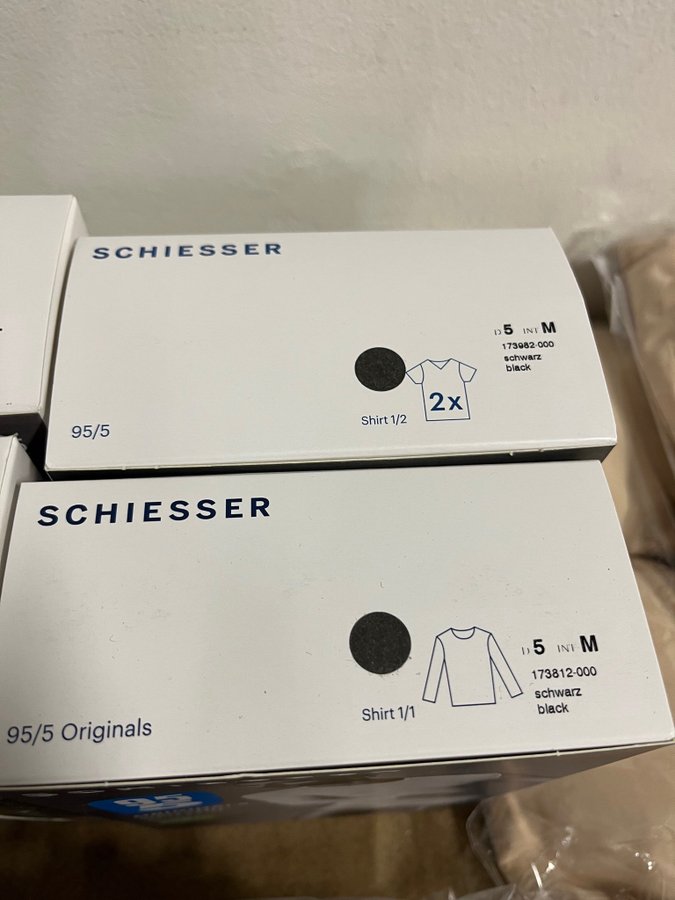 SCHIESSER
D 5 INT M
173982-000
schwarz
black
2x
Shirt 1/2
95/5
SCHIESSER
D 5 INT M
173812-000
schwarz
black
Shirt 1/1
95/5 Originals
95